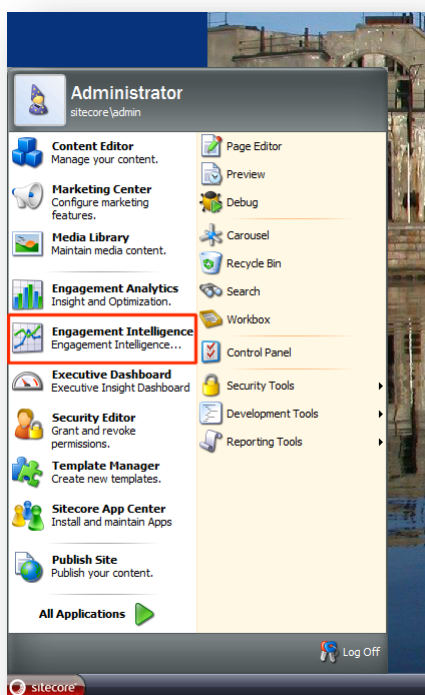 Administrator
sitecore\admin
Content Editor
Manage your content.
Marketing Center
Configure marketing
features.
Media Library
Maintain media content.
Engagement Analytics
Insight and Optimization.
Engagement Intelligence
Engagement Intelligence...
Executive Dashboard
Executive Insight Dashboard
Security Editor
Grant and revoke
permissions.
Template Manager
Create new templates.
Sitecore App Center
Install and maintain Apps
Publish Site
Publish your content.
All Applications
Page Editor
Preview
Debug
Carousel
Recycle Bin
Search
Workbox
Control Panel
Security Tools
Development Tools
Reporting Tools
Log Off
sitecore